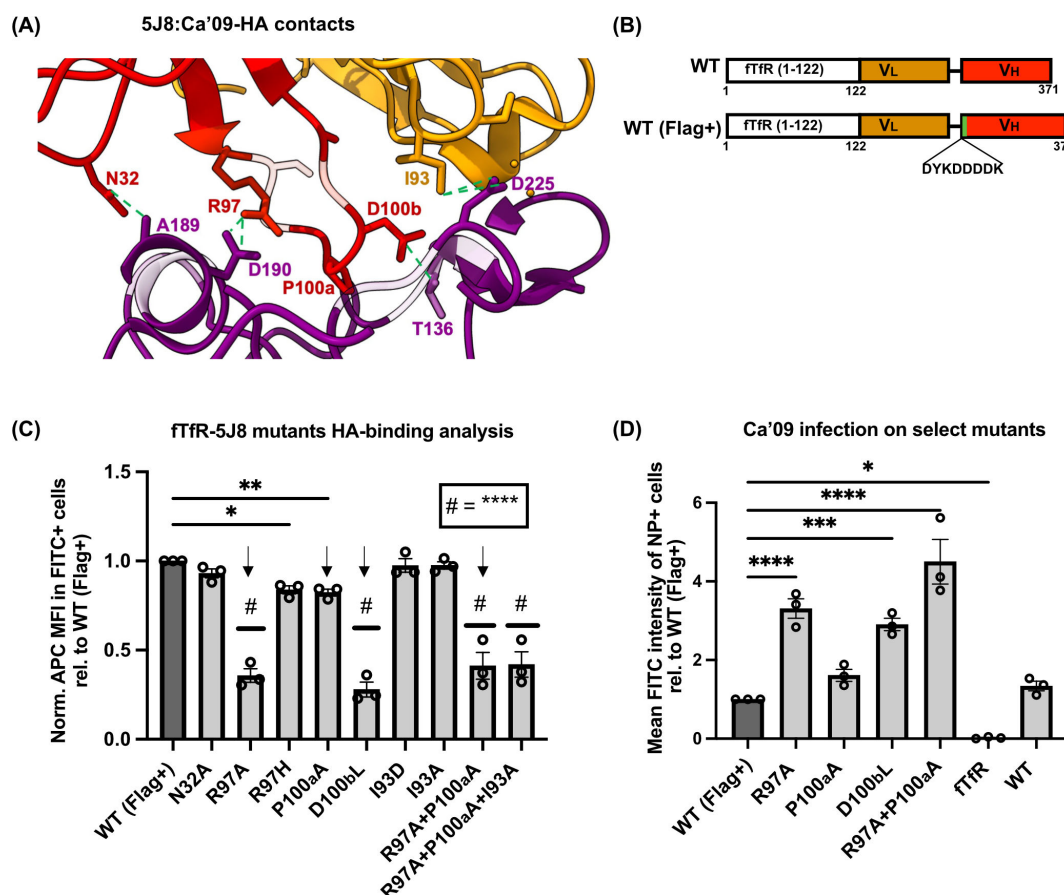 (A)
5J8:Ca’09-HA contacts
N32
A189
R97
D190
P100a
D100b
I93
D225
T136
(B)
WT
fTfR (1-122)
VL
VH
1
122
371
WT (Flag+)
fTfR (1-122)
VL
VH
1
122
37
DYKDDDDK
(C)
fTfR-5J8 mutants HA-binding analysis
Norm. APC MFI in FITC+ cells
rel. to WT (Flag+)
1.5
1.0
0.5
0.0
**
*
# = ****
#
#
#
#
WT (Flag+)
N32A
R97A
R97H
P100aA
D100bL
I93D
I93A
R97A+P100aA
R97A+P100aA+I93A
(D)
Ca’09 infection on select mutants
Mean FITC intensity of NP+ cells
rel. to WT (Flag+)
8
6
4
2
0
*
****
***
****
WT (Flag+)
R97A
P100aA
D100bL
R97A+P100aA
fTfR
WT